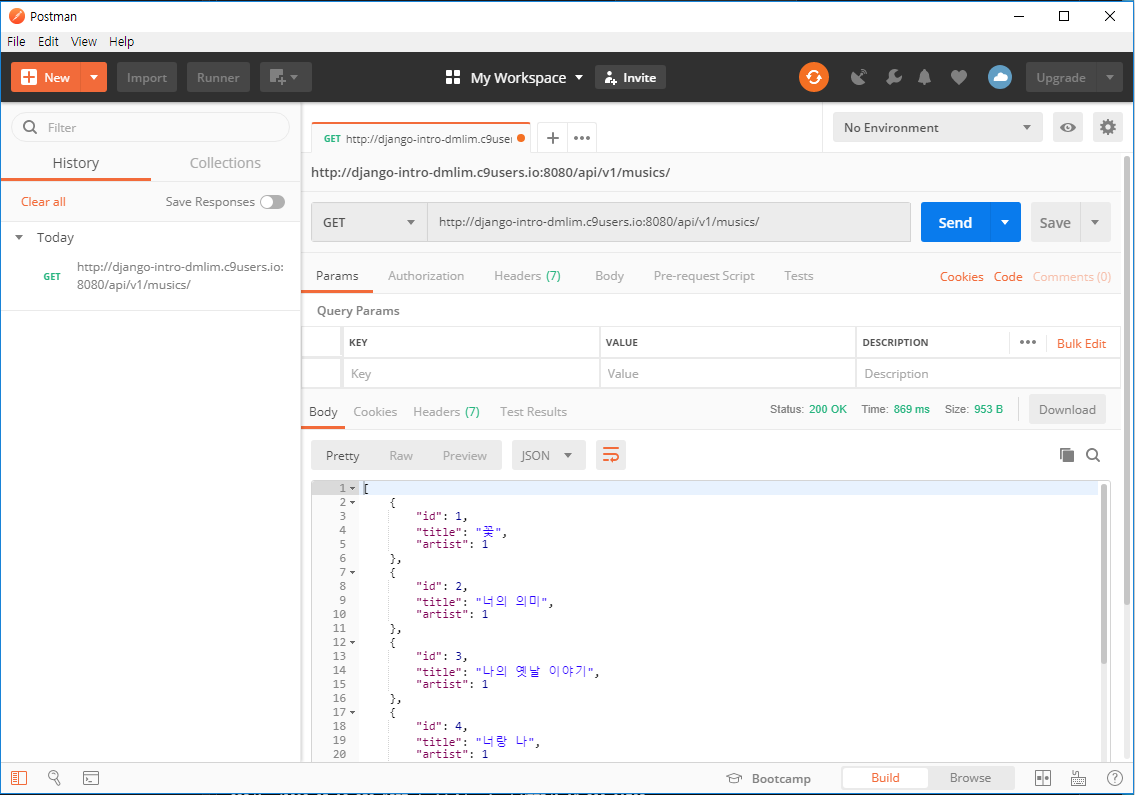 Postman
File Edit View Help
New Import Runner My Workspace Invite Upgrade
Filter
History Collections
Clear all Save Responses
Today
GET http://django-intro-dmlim.c9users.io:
8080/api/v1/musics/
GET http://django-intro-dmlim.c9user
No Environment
http://django-intro-dmlim.c9users.io:8080/api/v1/musics/
GET http://django-intro-dmlim.c9users.io:8080/api/v1/musics/ Send Save
Params Authorization Headers (7) Body Pre-request Script Tests Cookies Code Comments (0)
Query Params
KEY VALUE DESCRIPTION Bulk Edit
Key Value Description
Body Cookies Headers (7) Test Results Status: 200 OK Time: 869 ms Size: 953 B Download
Pretty Raw Preview JSON
1 [
2 {
3 "id": 1,
4 "title": "꽃",
5 "artist": 1
6 },
7 {
8 "id": 2,
9 "title": "너의 의미",
10 "artist": 1
11 },
12 {
13 "id": 3,
14 "title": "나의 옛날 이야기",
15 "artist": 1
16 },
17 {
18 "id": 4,
19 "title": "너랑 나",
20 "artist": 1
Bootcamp Build Browse